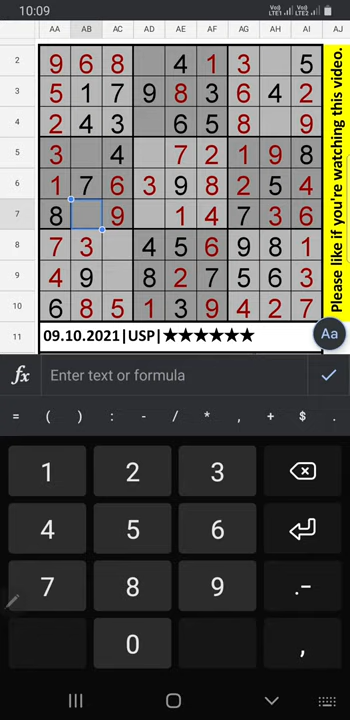 10:09 Vo)) LTE1 Vo)) LTE2
AA AB AC AD AE AF AG AH AI AJ
2 9 6 8 4 1 3 5
3 5 1 7 9 8 3 6 4 2
4 2 4 3 6 5 8 9
5 3 4 7 2 1 9 8
6 1 7 6 3 9 8 2 5 4
7 8 9 1 4 7 3 6
8 7 3 4 5 6 9 8 1
9 4 9 8 2 7 5 6 3
10 6 8 5 1 3 9 4 2 7
Please like if you're watching this video.
11 09.10.2021|USP|★★★★★★
Aa
fx Enter text or formula
= ( ) : - / * , + $ .
1 2 3
4 5 6
7 8 9 .-
0 ,